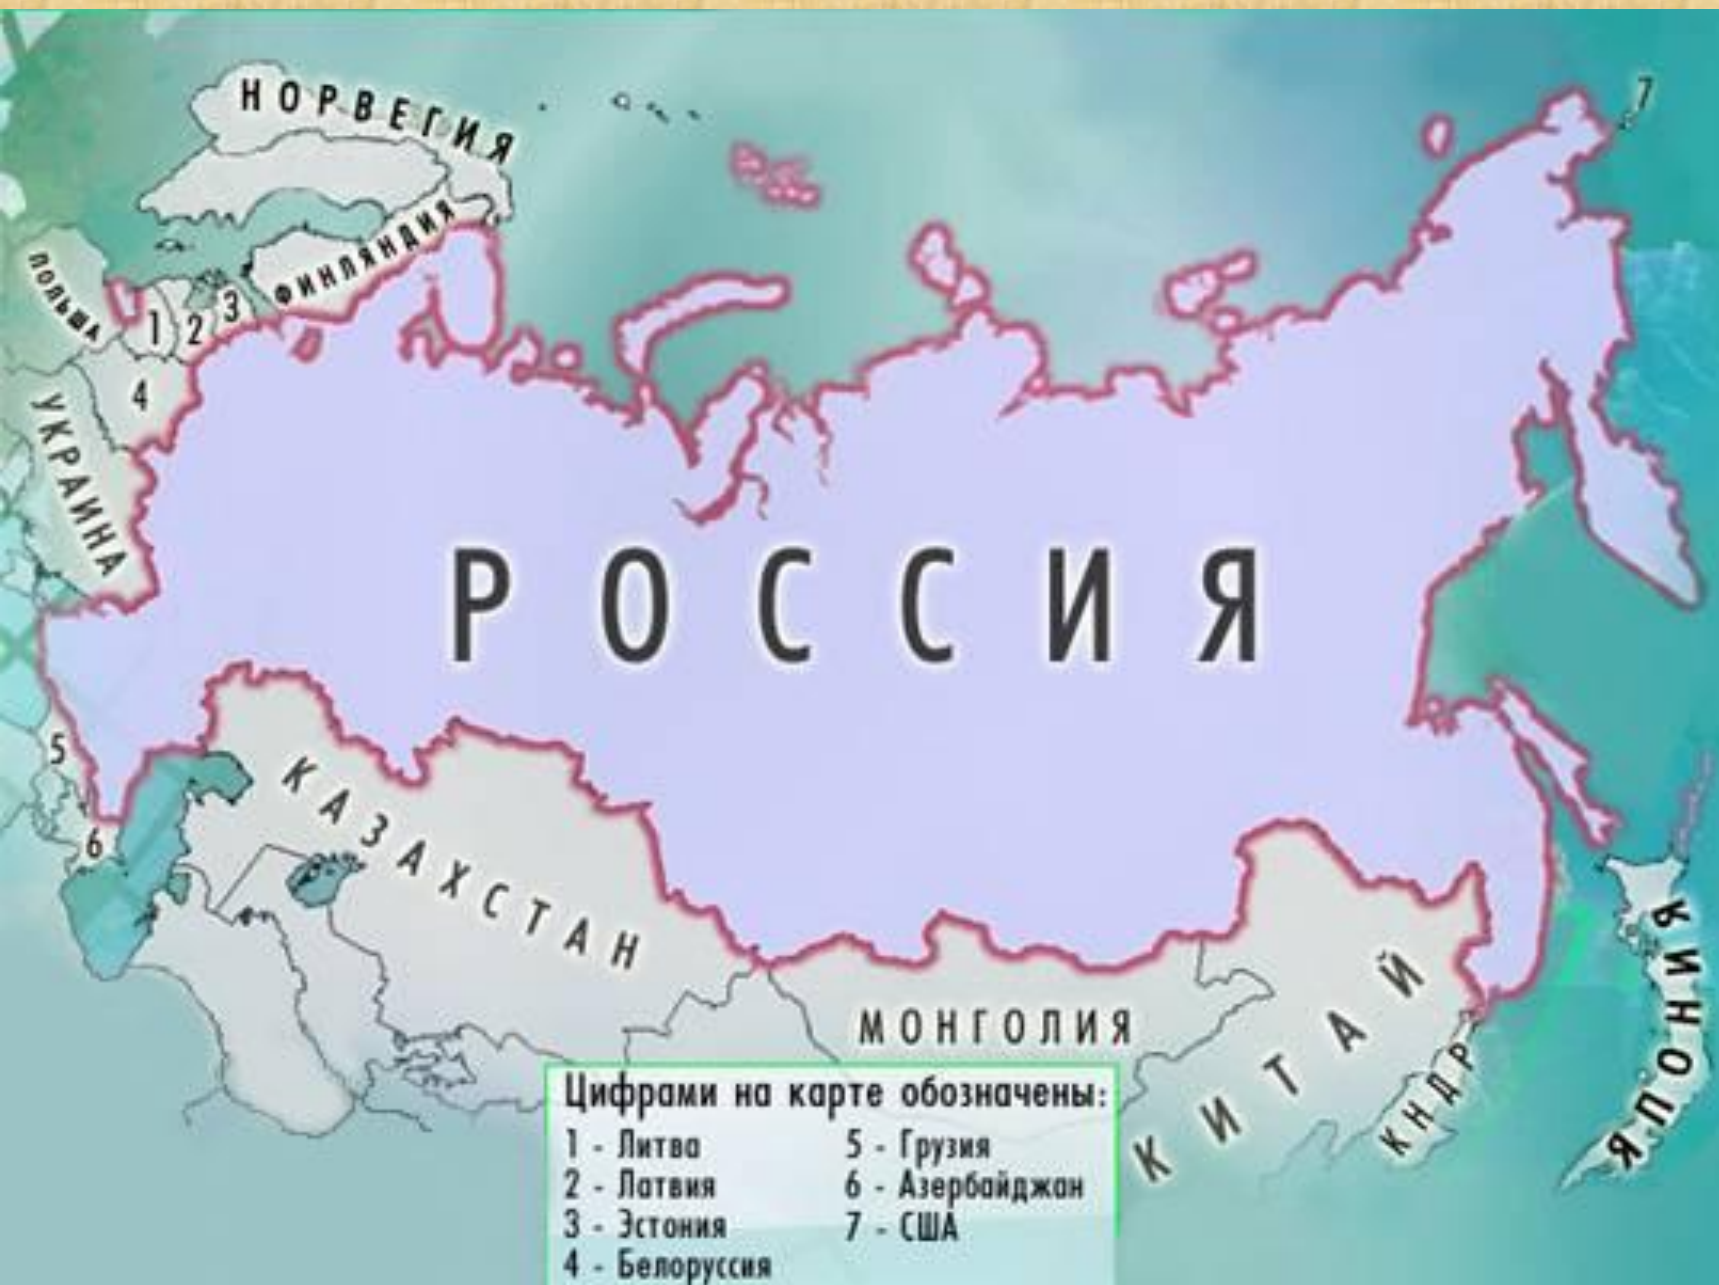 НОРВЕГИЯ
7
ФИНЛЯНДИЯ
ПОЛЬША
1
2
3
4
УКРАИНА
РОССИЯ
5
6
КАЗАХСТАН
МОНГОЛИЯ
КИТАЙ
КНДР
ЯПОНИЯ
Цифрами на карте обозначены:
1 - Литва
2 - Латвия
3 - Эстония
4 - Белоруссия
5 - Грузия
6 - Азербайджан
7 - США